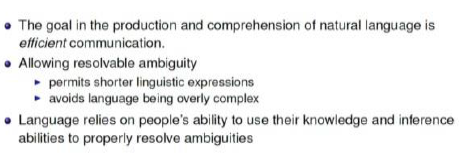 • The goal in the production and comprehension of natural language is
efficient communication.
• Allowing resolvable ambiguity
▸ permits shorter linguistic expressions
▸ avoids language being overly complex
• Language relies on people's ability to use their knowledge and inference
abilities to properly resolve ambiguities